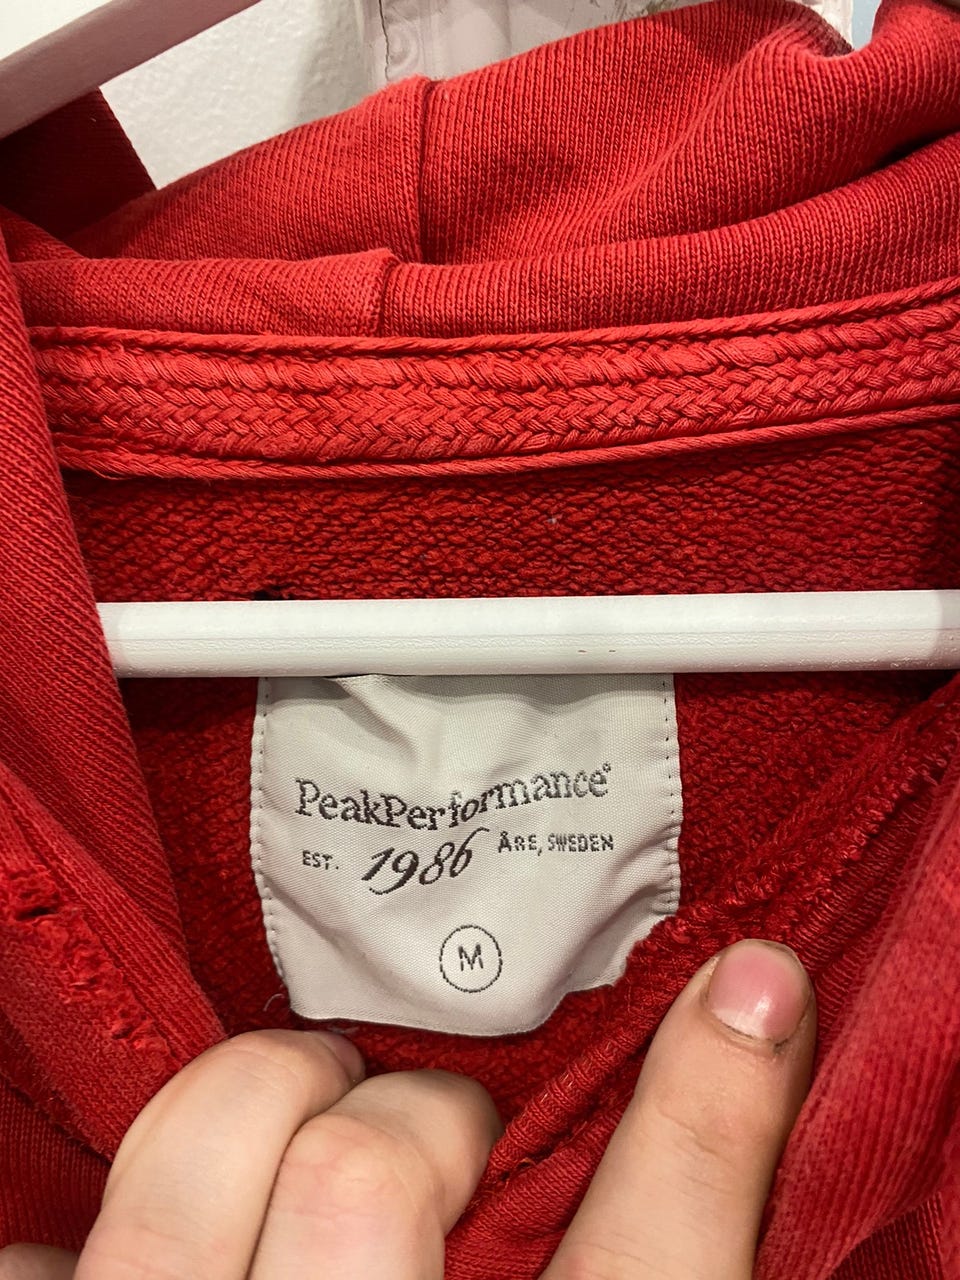 PeakPerformance®
EST. 1986 ÅRE, SWEDEN
M